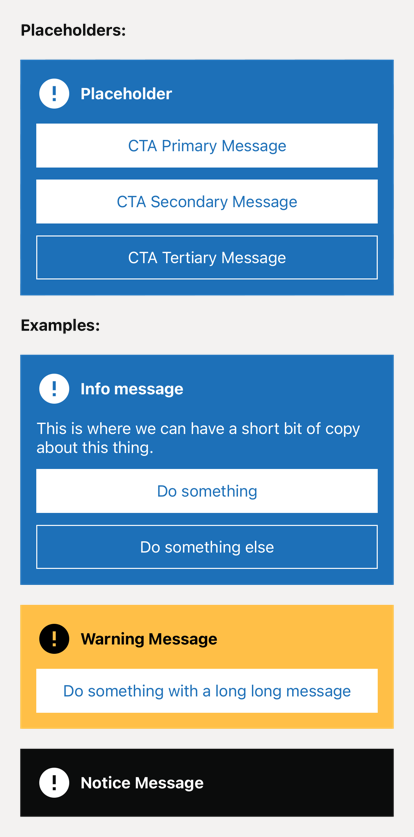 Placeholders:
Placeholder
CTA Primary Message
CTA Secondary Message
CTA Tertiary Message
Examples:
Info message
This is where we can have a short bit of copy
about this thing.
Do something
Do something else
Warning Message
Do something with a long long message
Notice Message